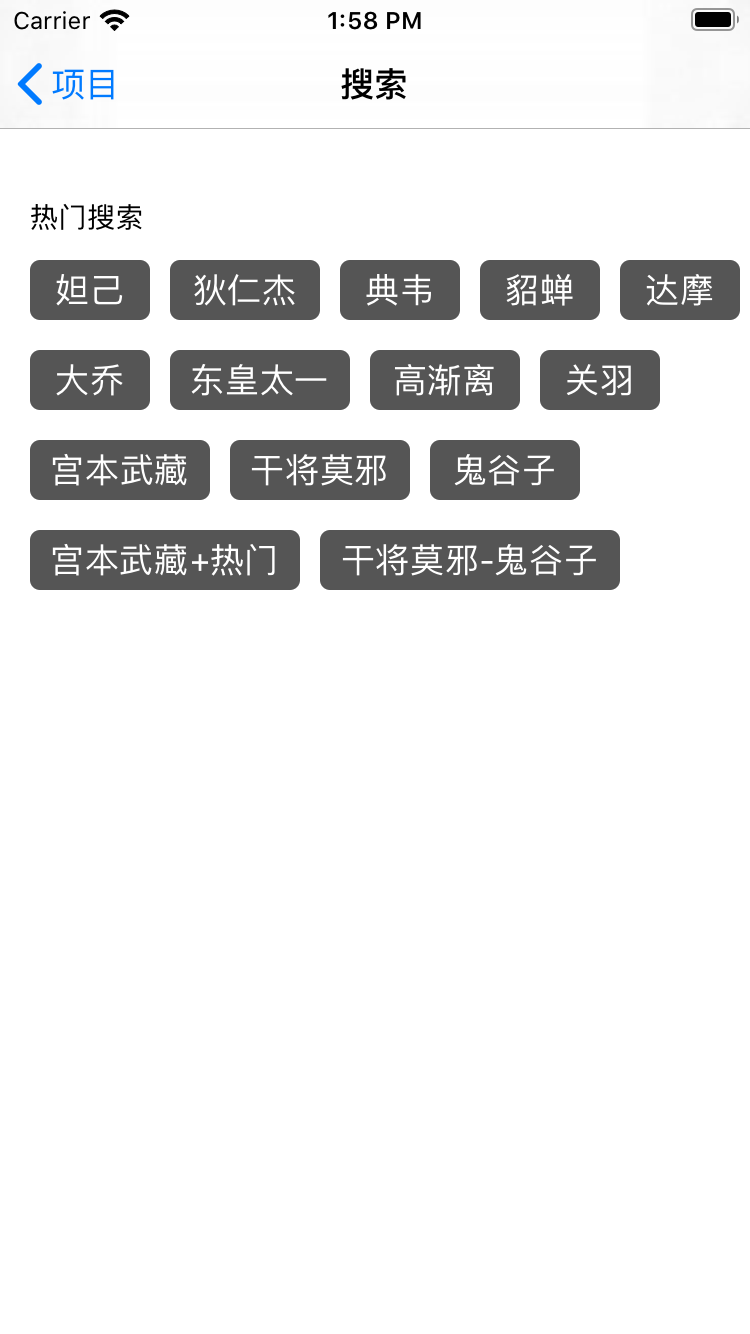 Carrier 1:58 PM
项目 搜索
热门搜索
妲己 狄仁杰 典韦 貂蝉 达摩
大乔 东皇太一 高渐离 关羽
宫本武藏 干将莫邪 鬼谷子
宫本武藏+热门 干将莫邪-鬼谷子